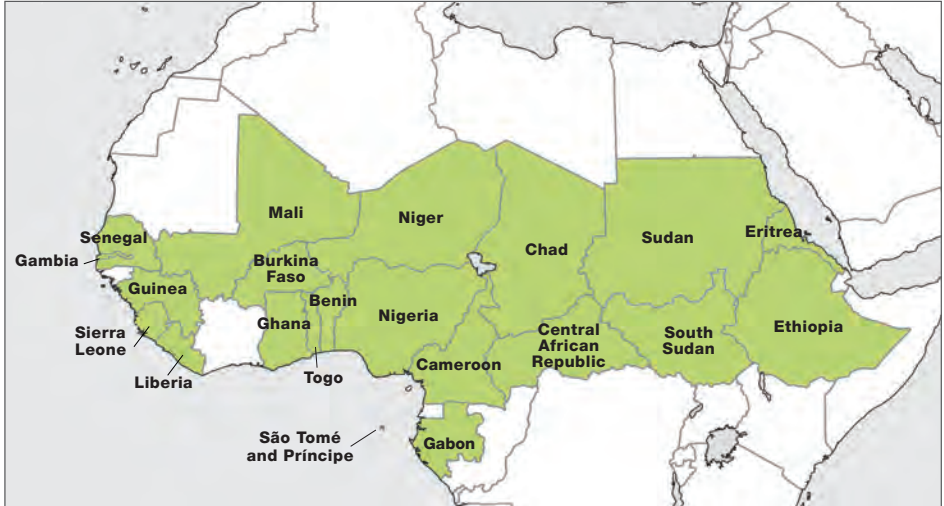 Mali
Niger
Chad
Sudan
Eritrea
Senegal
Gambia
Burkina
Faso
Guinea
Benin
Ghana
Nigeria
Sierra
Leone
Liberia
Togo
Cameroon
Central
African
Republic
South
Sudan
Ethiopia
São Tomé
and Príncipe
Gabon